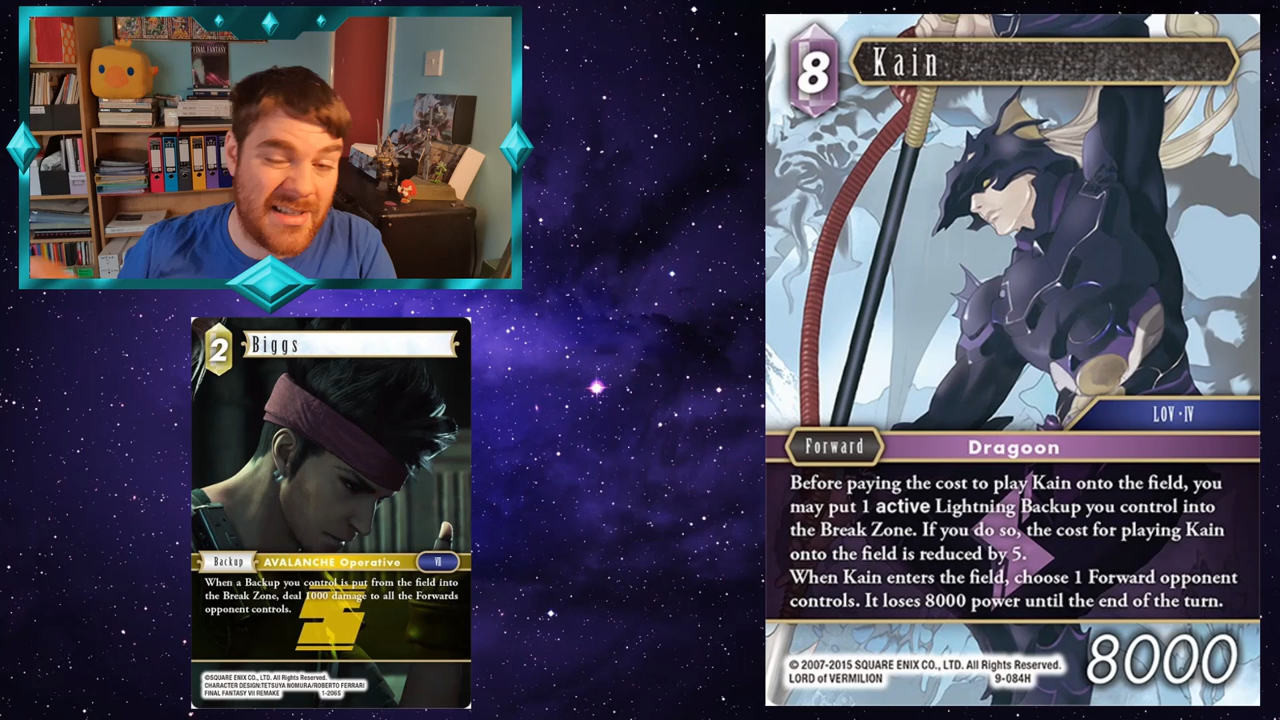 FINAL FANTASY
2
Biggs
Backup
AVALANCHE Operative
VII
When a Backup you control is put from the field into
the Break Zone, deal 1000 damage to all the Forwards
opponent controls.
©SQUARE ENIX CO., LTD. All Rights Reserved.
CHARACTER DESIGN:TETSUYA NOMURA/ROBERTO FERRARI
FINAL FANTASY VII REMAKE 1-206S
8
Kain
LOV · IV
Forward
Dragoon
Before paying the cost to play Kain onto the field, you
may put 1 active Lightning Backup you control into
the Break Zone. If you do so, the cost for playing Kain
onto the field is reduced by 5.
When Kain enters the field, choose 1 Forward opponent
controls. It loses 8000 power until the end of the turn.
© 2007-2015 SQUARE ENIX CO., LTD. All Rights Reserved.
LORD of VERMILION 9-084H
8000